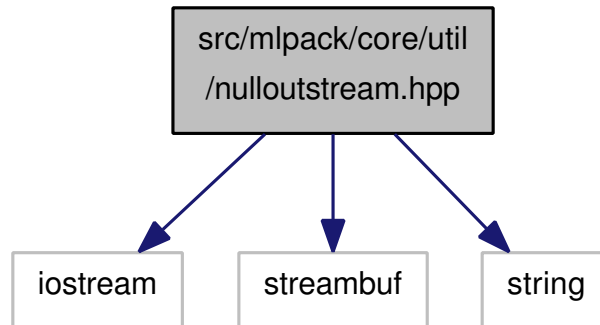 src/mlpack/core/util
/nulloutstream.hpp
iostream
streambuf
string